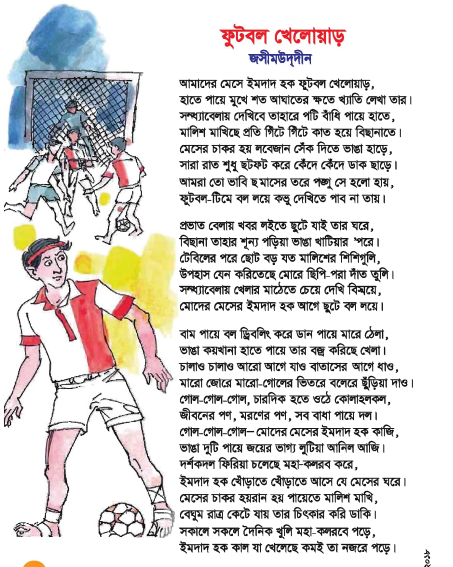 ফুটবল খেলোয়াড়
জসীমউদ্‌দীন
আমাদের মেসে ইমদাদ হক ফুটবল খেলোয়াড়,
হাতে পায়ে মুখে শত আঘাতের ক্ষতে খ্যাতি লেখা তার।
সন্ধ্যাবেলায় দেখিবে তাহারে পটি বাঁধি পায়ে হাতে,
মালিশ মাখিছে প্রতি গিঁটে গিঁটে কাত হয়ে বিছানাতে।
মেসের চাকর হয় লবেজান সেঁক দিতে ভাঙা হাড়ে,
সারা রাত শুধু ছটফট করে কেঁদে কেঁদে ডাক ছাড়ে।
আমরা তো ভাবি ছমাসের তরে পঙ্গু সে হলো হায়,
ফুটবল-টিমে বল লয়ে কভু দেখিতে পাব না তায়।
প্রভাত বেলায় খবর লইতে ছুটে যাই তার ঘরে,
বিছানা তাহার শূন্য পড়িয়া ভাঙা খাটিয়ার 'পরে।
টেবিলের পরে ছোট বড় যত মালিশের শিশিগুলি,
উপহাস যেন করিতেছে মোরে ছিপি-পরা দাঁত তুলি।
সন্ধ্যাবেলায় খেলার মাঠেতে চেয়ে দেখি বিস্ময়ে,
মোদের মেসের ইমদাদ হক আগে ছুটে বল লয়ে।
বাম পায়ে বল ড্রিবলিং করে ডান পায়ে মারে ঠেলা,
ভাঙা কয়খানা হাতে পায়ে তার বজ্র করিছে খেলা।
চালাও চালাও আরো আগে যাও বাতাসের আগে ধাও,
মারো জোরে মারো-গোলের ভিতরে বলেরে ছুঁড়িয়া দাও।
গোল-গোল-গোল, চারদিক হতে ওঠে কোলাহলকল,
জীবনের পণ, মরণের পণ, সব বাধা পায়ে দল।
গোল-গোল-গোল–মোদের মেসের ইমদাদ হক কাজি,
ভাঙা দুটি পায়ে জয়ের ভাগ্য লুটিয়া আনিল আজি।
দর্শকদল ফিরিয়া চলেছে মহা-কলরব করে,
ইমদাদ হক খোঁড়াতে খোঁড়াতে আসে যে মেসের ঘরে।
মেসের চাকর হয়রান হয় পায়েতে মালিশ মাখি,
বেঘুম রাত্র কেটে যায় তার চিৎকার করি ডাকি।
সকালে সকলে দৈনিক খুলি মহা-কলরবে পড়ে,
ইমদাদ হক কাল যা খেলেছে কমই তা নজরে পড়ে।